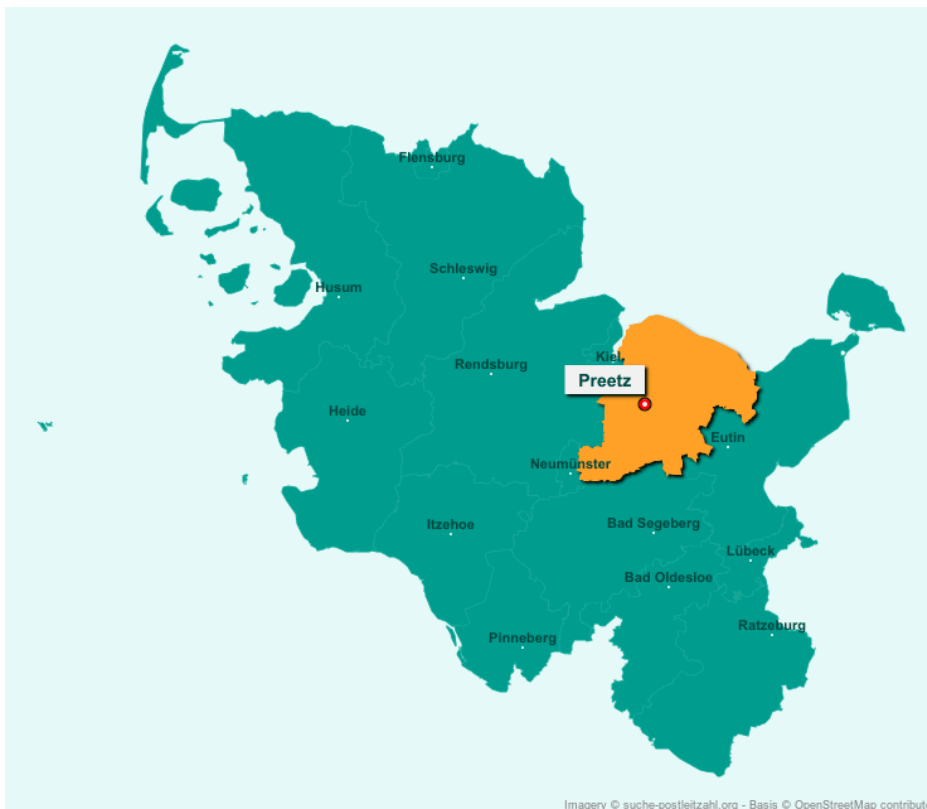 Flensburg
Schleswig
Husum
Kiel
Rendsburg
Preetz
Heide
Eutin
Neumünster
Itzehoe
Bad Segeberg
Lübeck
Bad Oldesloe
Ratzeburg
Pinneberg
Imagery © suche-postleitzahl.org - Basis © OpenStreetMap contribute